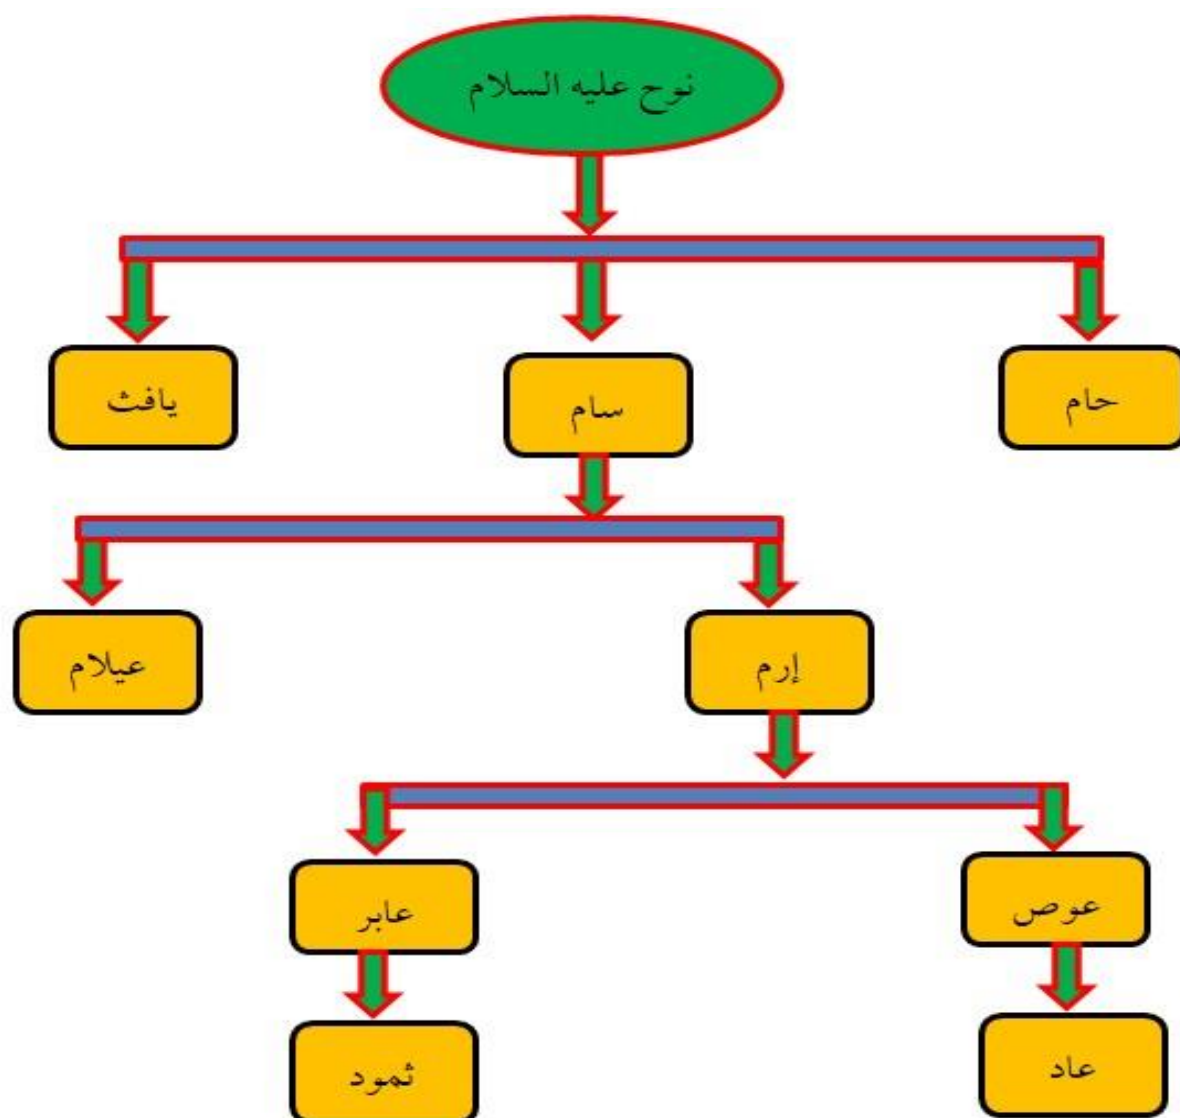 نوح عليه السلام
حام
سام
يافث
إرم
عيلام
عوص
عابر
عاد
ثمود